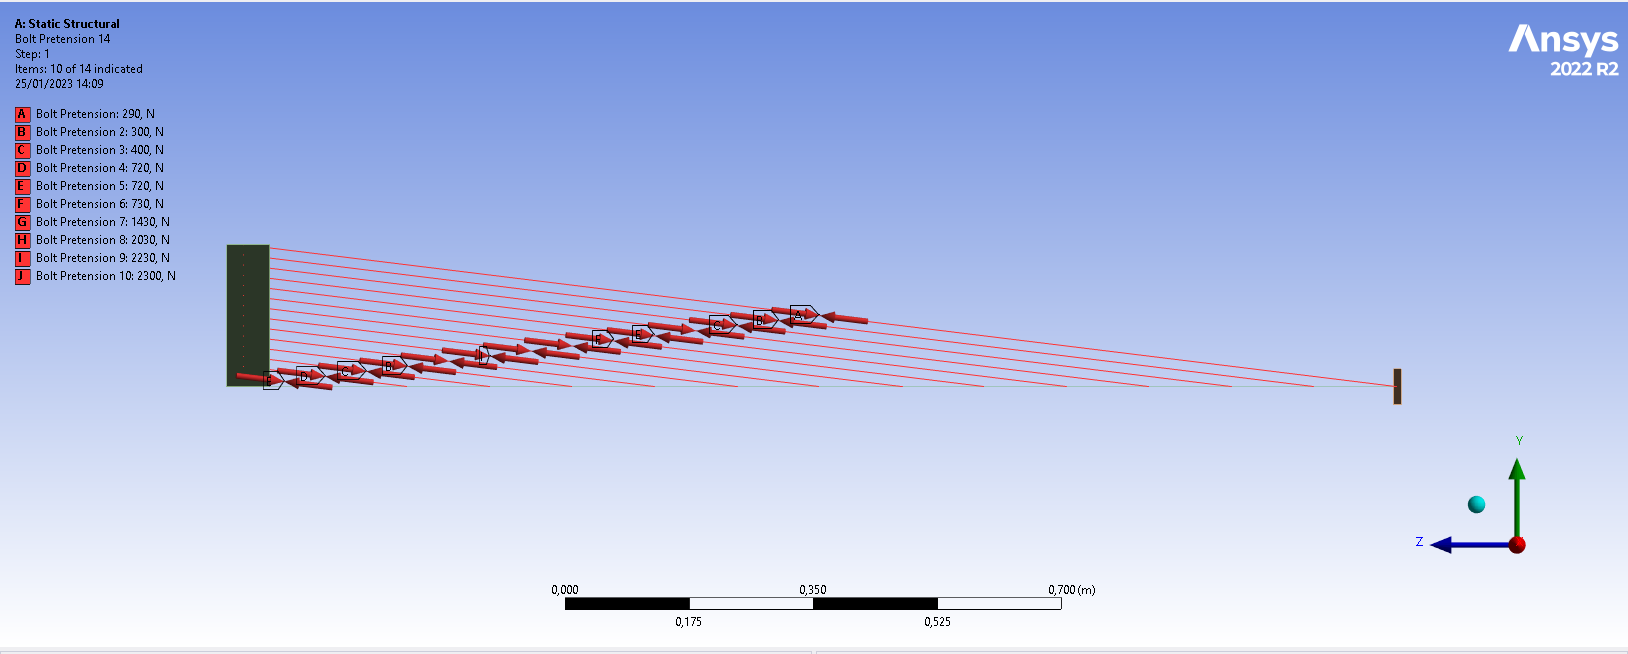 A: Static Structural
Bolt Pretension 14
Step: 1
Items: 10 of 14 indicated
25/01/2023 14:09
A Bolt Pretension: 290, N
B Bolt Pretension 2: 300, N
C Bolt Pretension 3: 400, N
D Bolt Pretension 4: 720, N
E Bolt Pretension 5: 720, N
F Bolt Pretension 6: 730, N
G Bolt Pretension 7: 1430, N
H Bolt Pretension 8: 2030, N
I Bolt Pretension 9: 2230, N
J Bolt Pretension 10: 2300, N
Ansys
2022 R2
A
B
C
E
F
B
C
D
Y
Z
0,000 0,350 0,700 (m)
0,175 0,525